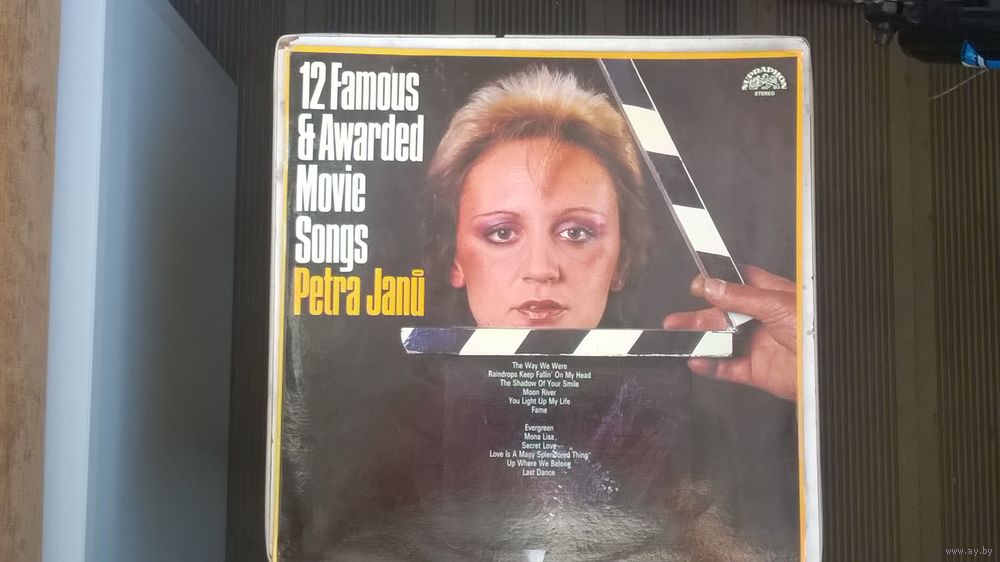 12 Famous
& Awarded
Movie
Songs
Petra Janů
SUPRAPHON
STEREO
The Way We Were
Raindrops Keep Fallin' On My Head
The Shadow Of Your Smile
Moon River
You Light Up My Life
Fame
Evergreen
Mona Lisa
Secret Love
Love Is A Many Splendored Thing
Up Where We Belong
Last Dance
www.ay.by